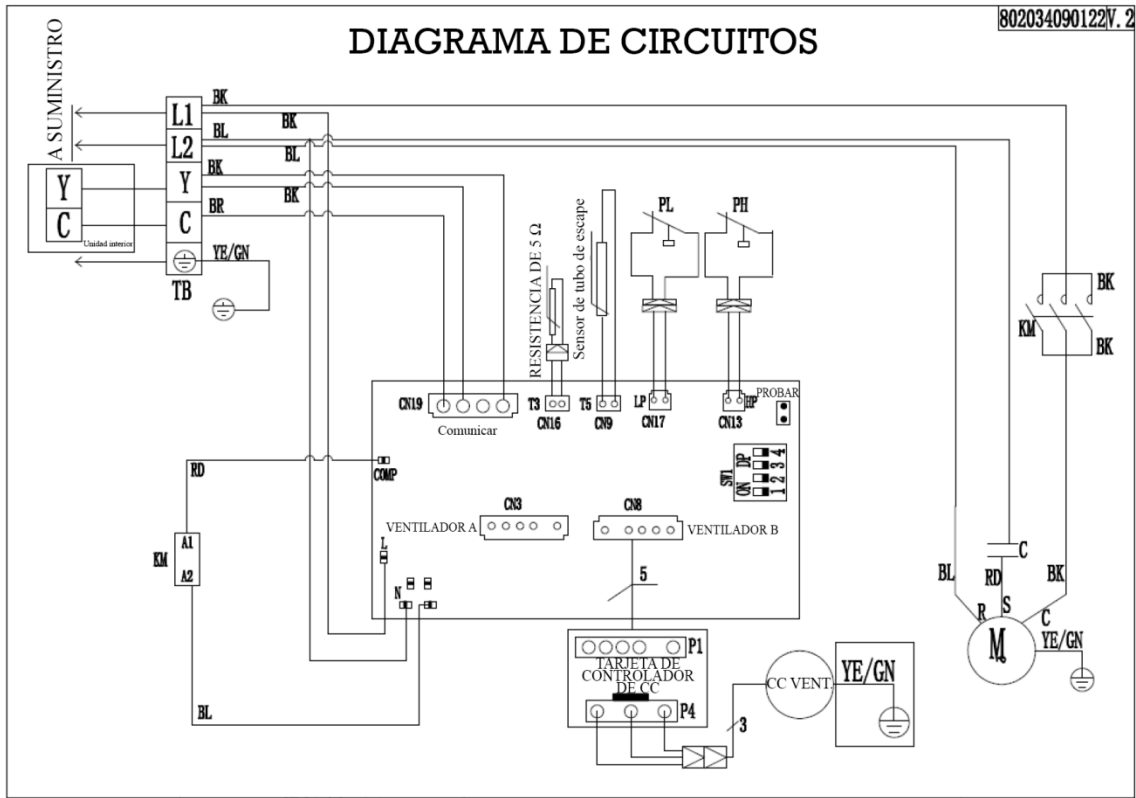 802034090122 V. 2
DIAGRAMA DE CIRCUITOS
A SUMINISTRO
L1
L2
Y
C
TB
Y
C
Unidad interior
BK
BK
BL
BL
BK
BK
BR
YE/GN
RESISTENCIA DE 5 Ω
Sensor de tubo de escape
PL
PH
KM
BK
BK
CN19
Comunicar
T3
CN16
T5
CN9
LP
CN17
HP
CN13
PROBAR
SW1
ON DP
1 2 3 4
RD
COMP
KM
A1
A2
BL
VENTILADOR A
CN3
CN8
VENTILADOR B
L
N
5
P1
TARJETA DE
CONTROLADOR
DE CC
P4
3
CC VENT.
YE/GN
BL
RD
BK
C
R
S
C
M
YE/GN